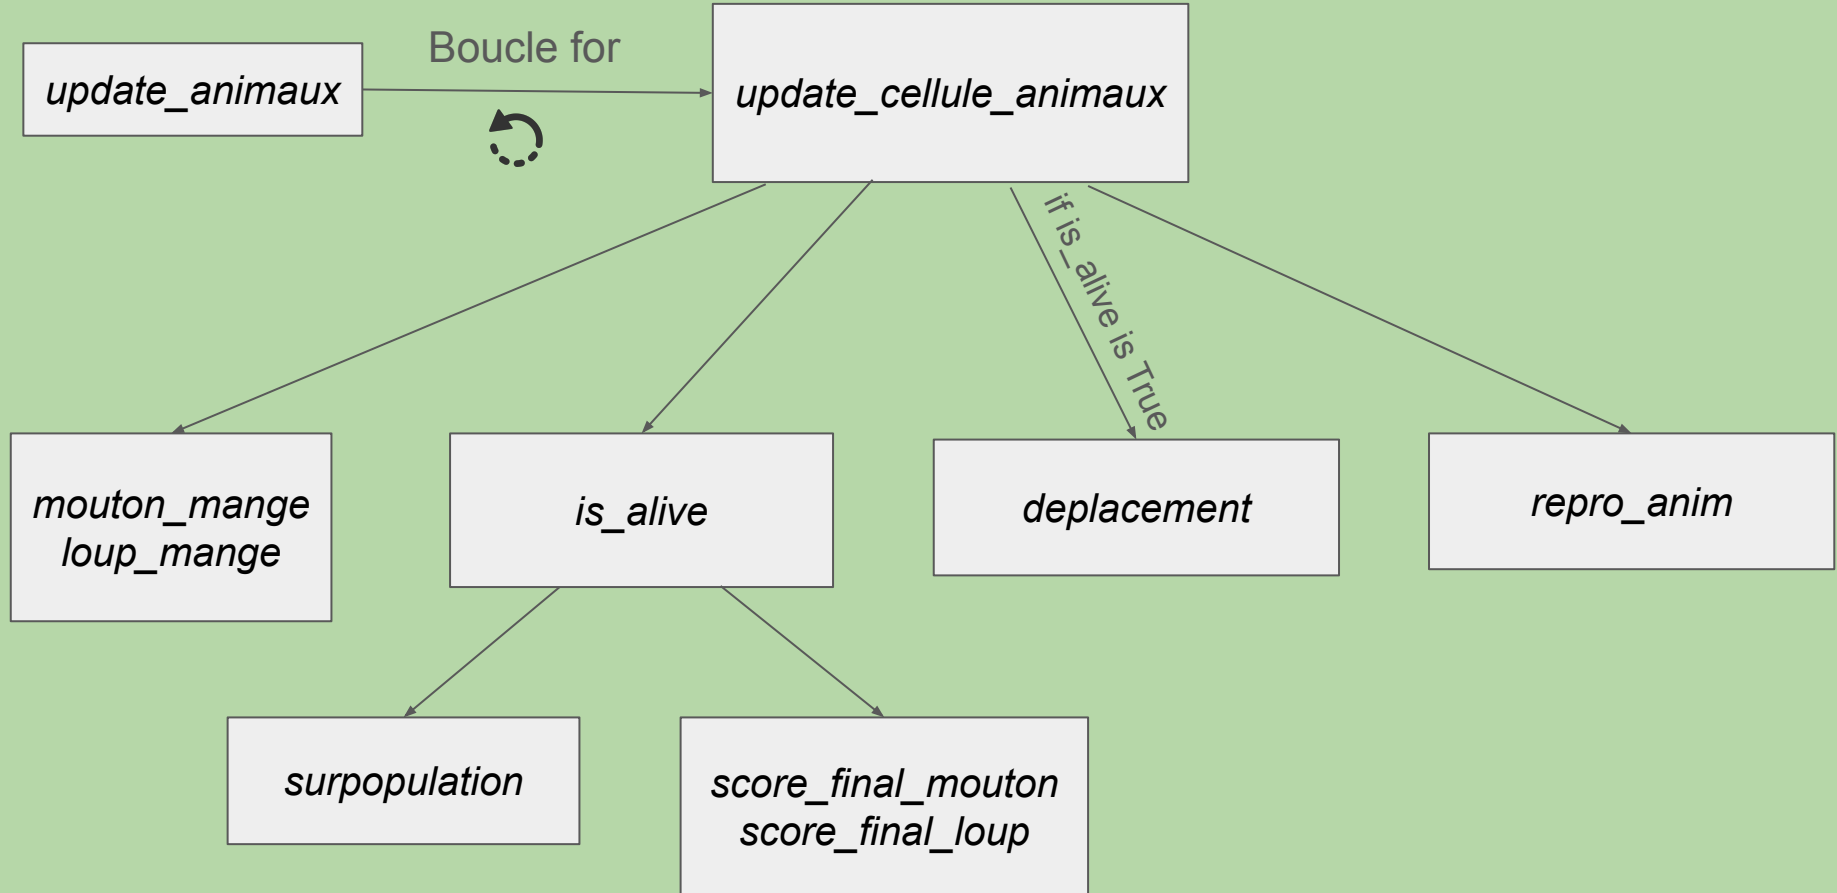 update_animaux
Boucle for
update_cellule_animaux
if is_alive is True
mouton_mange
loup_mange
is_alive
deplacement
repro_anim
surpopulation
score_final_mouton
score_final_loup